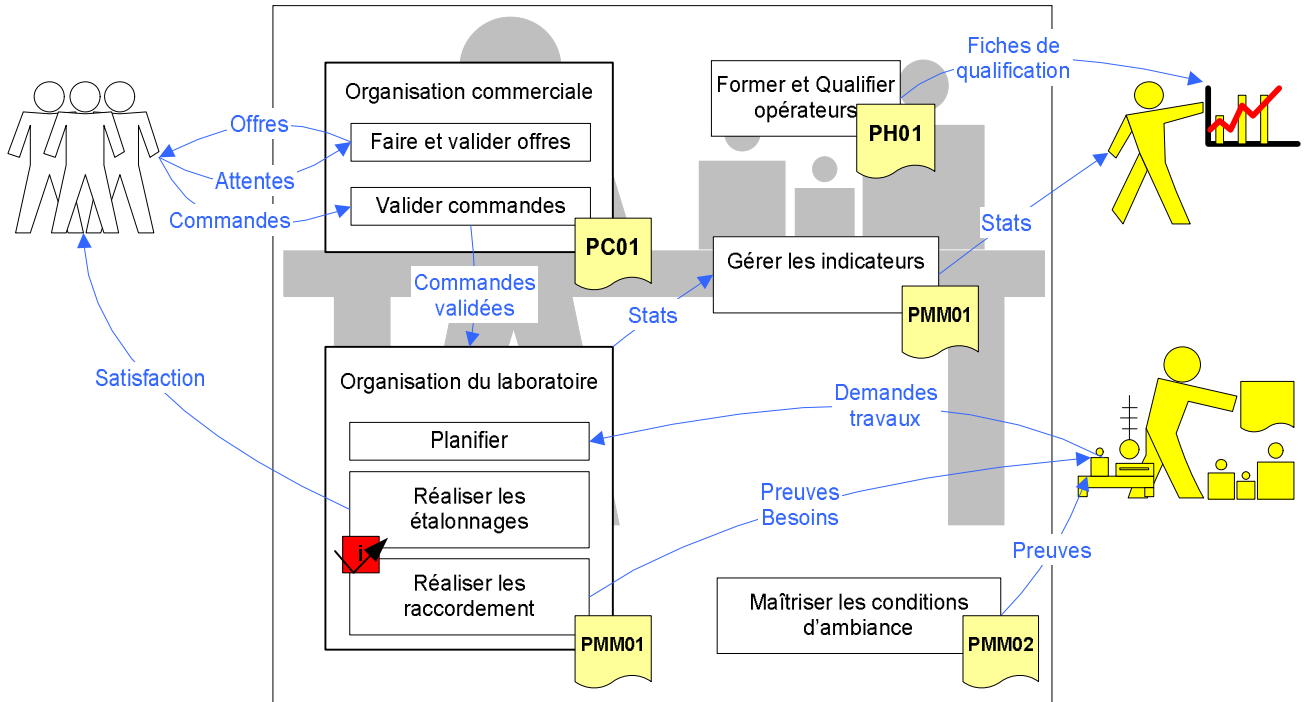 Organisation commerciale
Offres
Faire et valider offres
Attentes
Commandes
Valider commandes
PC01
Commandes
validées
Former et Qualifier
opérateurs
PH01
Fiches de
qualification
Gérer les indicateurs
PMM01
Stats
Stats
Satisfaction
Organisation du laboratoire
Planifier
Réaliser les
étalonnages
i
Réaliser les
raccordement
PMM01
Demandes
travaux
Preuves
Besoins
Preuves
Maîtriser les conditions
d'ambiance
PMM02